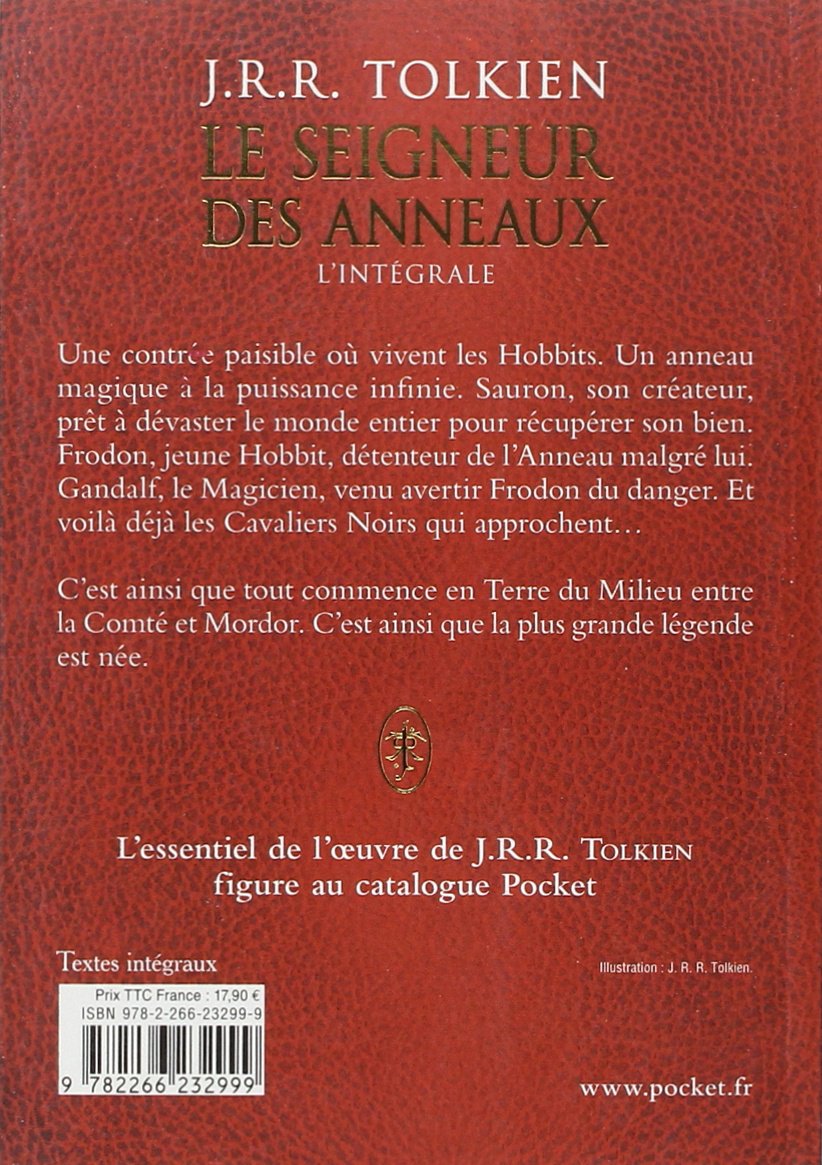 J.R.R. TOLKIEN
LE SEIGNEUR
DES ANNEAUX
L'INTÉGRALE
Une contrée paisible où vivent les Hobbits. Un anneau
magique à la puissance infinie. Sauron, son créateur,
prêt à dévaster le monde entier pour récupérer son bien.
Frodon, jeune Hobbit, détenteur de l'Anneau malgré lui.
Gandalf, le Magicien, venu avertir Frodon du danger. Et
voilà déjà les Cavaliers Noirs qui approchent…
C'est ainsi que tout commence en Terre du Milieu entre
la Comté et Mordor. C'est ainsi que la plus grande légende
est née.
L'essentiel de l'œuvre de J.R.R. TOLKIEN
figure au catalogue Pocket
Textes intégraux
Illustration : J. R. R. Tolkien.
Prix TTC France : 17,90 €
ISBN 978-2-266-23299-9
9 782266 232999
www.pocket.fr